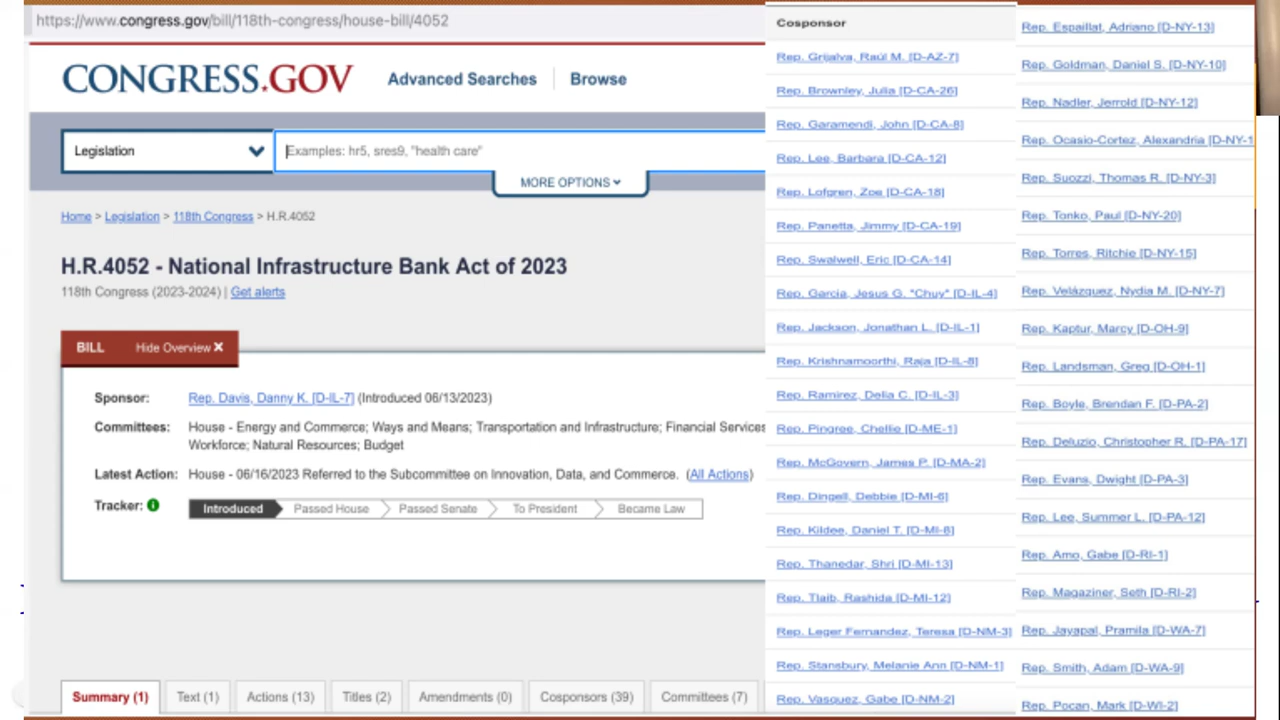 https://www.congress.gov/bill/118th-congress/house-bill/4052
CONGRESS.GOV
Advanced Searches
Browse
Legislation
Examples: hr5, sres9, "health care"
MORE OPTIONS
Home > Legislation > 118th Congress > H.R.4052
H.R.4052 - National Infrastructure Bank Act of 2023
118th Congress (2023-2024) | Get alerts
BILL
Hide Overview ×
Sponsor: Rep. Davis, Danny K. [D-IL-7] (Introduced 06/13/2023)
Committees: House - Energy and Commerce; Ways and Means; Transportation and Infrastructure; Financial Services
Workforce; Natural Resources; Budget
Latest Action: House - 06/16/2023 Referred to the Subcommittee on Innovation, Data, and Commerce. (All Actions)
Tracker:
Introduced
Passed House
Passed Senate
To President
Became Law
Summary (1)
Text (1)
Actions (13)
Titles (2)
Amendments (0)
Cosponsors (39)
Committees (7)
Cosponsor
Rep. Grijalva, Raúl M. [D-AZ-7]
Rep. Brownley, Julia [D-CA-26]
Rep. Garamendi, John [D-CA-8]
Rep. Lee, Barbara [D-CA-12]
Rep. Lofgren, Zoe [D-CA-18]
Rep. Panetta, Jimmy [D-CA-19]
Rep. Swalwell, Eric [D-CA-14]
Rep. Garcia, Jesus G. "Chuy" [D-IL-4]
Rep. Jackson, Jonathan L. [D-IL-1]
Rep. Krishnamoorthi, Raja [D-IL-8]
Rep. Ramirez, Delia C. [D-IL-3]
Rep. Pingree, Chellie [D-ME-1]
Rep. McGovern, James P. [D-MA-2]
Rep. Dingell, Debbie [D-MI-6]
Rep. Kildee, Daniel T. [D-MI-8]
Rep. Thanedar, Shri [D-MI-13]
Rep. Tlaib, Rashida [D-MI-12]
Rep. Leger Fernandez, Teresa [D-NM-3]
Rep. Stansbury, Melanie Ann [D-NM-1]
Rep. Vasquez, Gabe [D-NM-2]
Rep. Espaillat, Adriano [D-NY-13]
Rep. Goldman, Daniel S. [D-NY-10]
Rep. Nadler, Jerrold [D-NY-12]
Rep. Ocasio-Cortez, Alexandria [D-NY-1
Rep. Suozzi, Thomas R. [D-NY-3]
Rep. Tonko, Paul [D-NY-20]
Rep. Torres, Ritchie [D-NY-15]
Rep. Velázquez, Nydia M. [D-NY-7]
Rep. Kaptur, Marcy [D-OH-9]
Rep. Landsman, Greg [D-OH-1]
Rep. Boyle, Brendan F. [D-PA-2]
Rep. Deluzio, Christopher R. [D-PA-17]
Rep. Evans, Dwight [D-PA-3]
Rep. Lee, Summer L. [D-PA-12]
Rep. Amo, Gabe [D-RI-1]
Rep. Magaziner, Seth [D-RI-2]
Rep. Jayapal, Pramila [D-WA-7]
Rep. Smith, Adam [D-WA-9]
Rep. Pocan, Mark [D-WI-2]